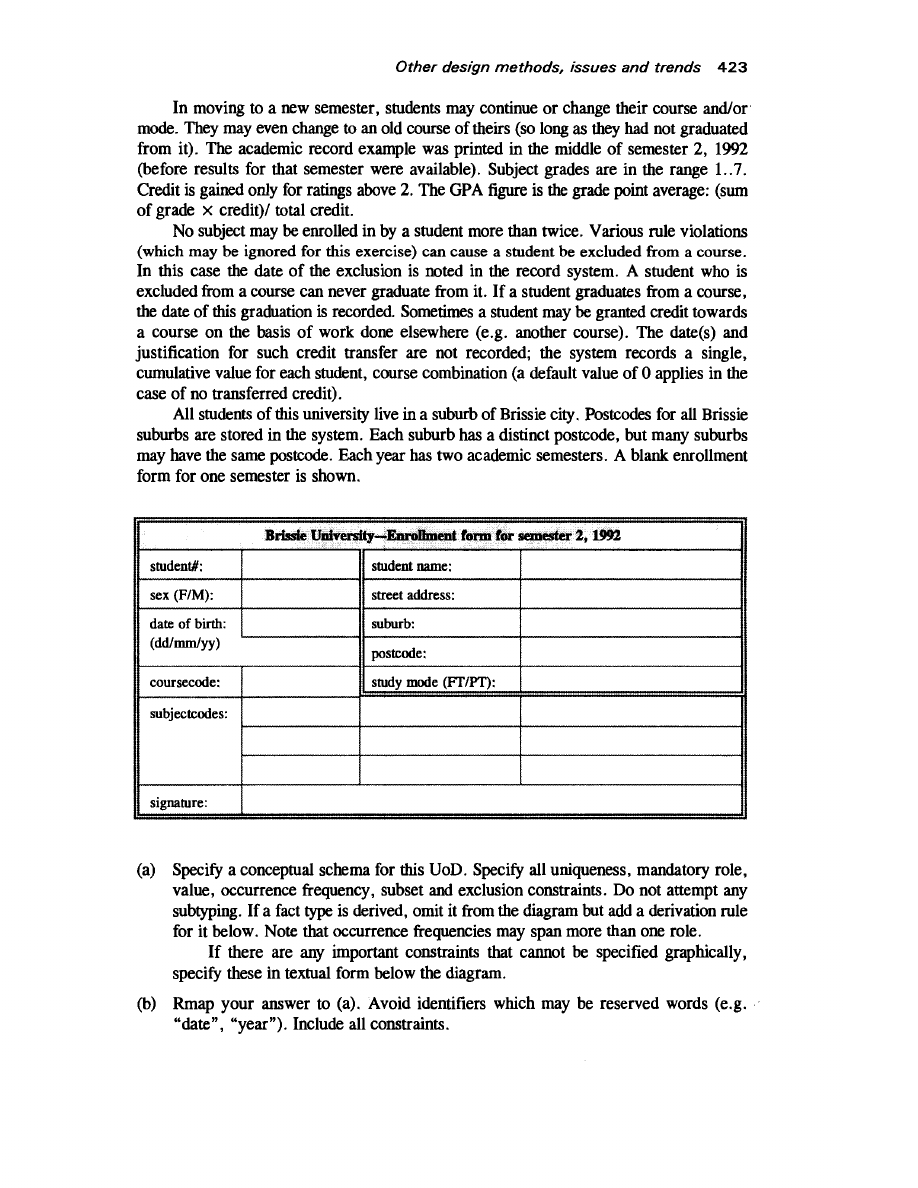 Other design methods, issues and trends 423
In moving to a new semester, students may continue or change their course and/or
mode. They may even change to an old course of theirs (so long as they had not graduated
from it). The academic record example was printed in the middle of semester 2, 1992
(before results for that semester were available). Subject grades are in the range 1..7.
Credit is gained only for ratings above 2. The GPA figure is the grade point average: (sum
of grade × credit)/ total credit.
No subject may be enrolled in by a student more than twice. Various rule violations
(which may be ignored for this exercise) can cause a student be excluded from a course.
In this case the date of the exclusion is noted in the record system. A student who is
excluded from a course can never graduate from it. If a student graduates from a course,
the date of this graduation is recorded. Sometimes a student may be granted credit towards
a course on the basis of work done elsewhere (e.g. another course). The date(s) and
justification for such credit transfer are not recorded; the system records a single,
cumulative value for each student, course combination (a default value of 0 applies in the
case of no transferred credit).
All students of this university live in a suburb of Brissie city. Postcodes for all Brissie
suburbs are stored in the system. Each suburb has a distinct postcode, but many suburbs
may have the same postcode. Each year has two academic semesters. A blank enrollment
form for one semester is shown.
Brissie University—Enrollment form for semester 2, 1992
student#: student name:
sex (F/M): street address:
date of birth: suburb:
(dd/mm/yy) postcode:
coursecode: study mode (FT/PT):
subjectcodes:
signature:
(a) Specify a conceptual schema for this UoD. Specify all uniqueness, mandatory role,
value, occurrence frequency, subset and exclusion constraints. Do not attempt any
subtyping. If a fact type is derived, omit it from the diagram but add a derivation rule
for it below. Note that occurrence frequencies may span more than one role.
If there are any important constraints that cannot be specified graphically,
specify these in textual form below the diagram.
(b) Rmap your answer to (a). Avoid identifiers which may be reserved words (e.g.
“date”, “year”). Include all constraints.